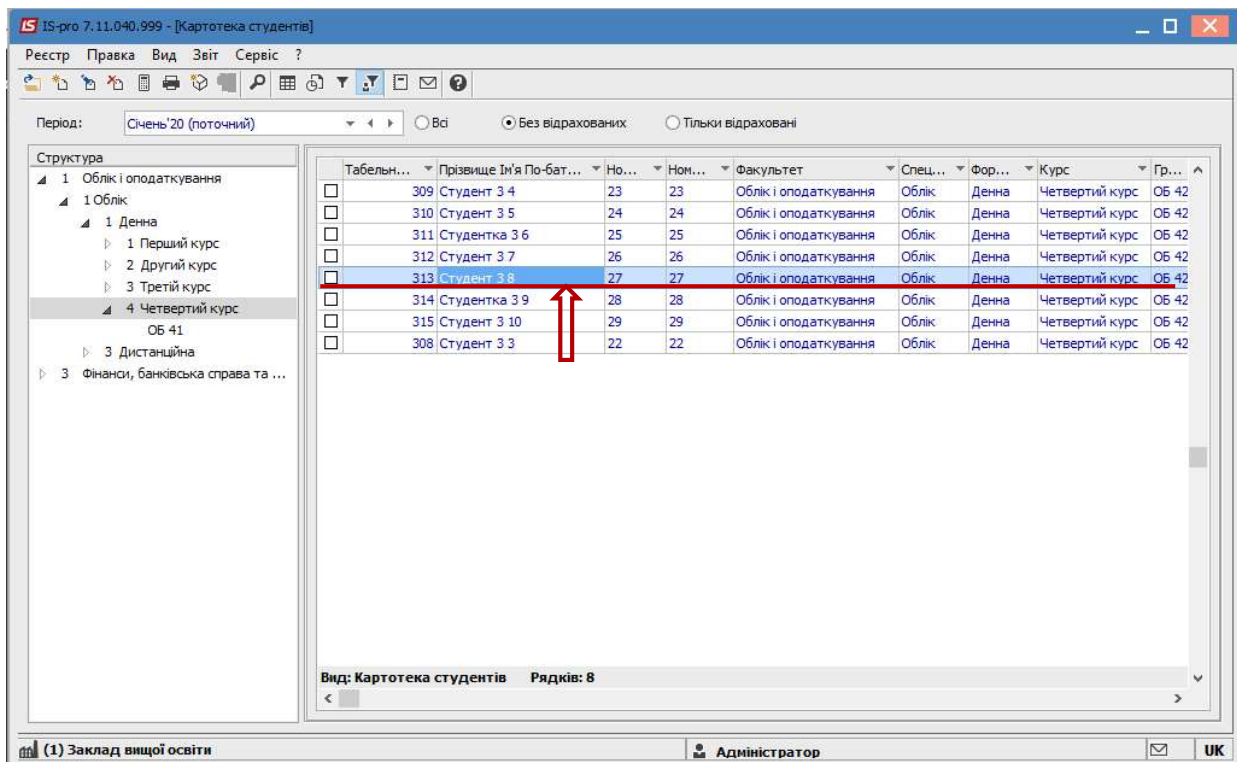 IS-pro 7.11.040.999 - [Картотека студентів]
Реєстр Правка Вид Звіт Сервіс ?
Період: Січень'20 (поточний) Всі Без відрахованих Тільки відраховані
Структура
1 Облік і оподаткування
1 Облік
1 Денна
1 Перший курс
2 Другий курс
3 Третій курс
4 Четвертий курс
ОБ 41
3 Дистанційна
3 Фінанси, банківська справа та ...
Табельн... Прізвище Ім'я По-бат... Но... Ном... Факультет Спец... Фор... Курс Гр...
309 Студент 3 4 23 23 Облік і оподаткування Облік Денна Четвертий курс ОБ 42
310 Студент 3 5 24 24 Облік і оподаткування Облік Денна Четвертий курс ОБ 42
311 Студентка 3 6 25 25 Облік і оподаткування Облік Денна Четвертий курс ОБ 42
312 Студент 3 7 26 26 Облік і оподаткування Облік Денна Четвертий курс ОБ 42
313 Студент 3 8 27 27 Облік і оподаткування Облік Денна Четвертий курс ОБ 42
314 Студентка 3 9 28 28 Облік і оподаткування Облік Денна Четвертий курс ОБ 42
315 Студент 3 10 29 29 Облік і оподаткування Облік Денна Четвертий курс ОБ 42
308 Студент 3 3 22 22 Облік і оподаткування Облік Денна Четвертий курс ОБ 42
Вид: Картотека студентів Рядків: 8
(1) Заклад вищої освіти Адміністратор UK